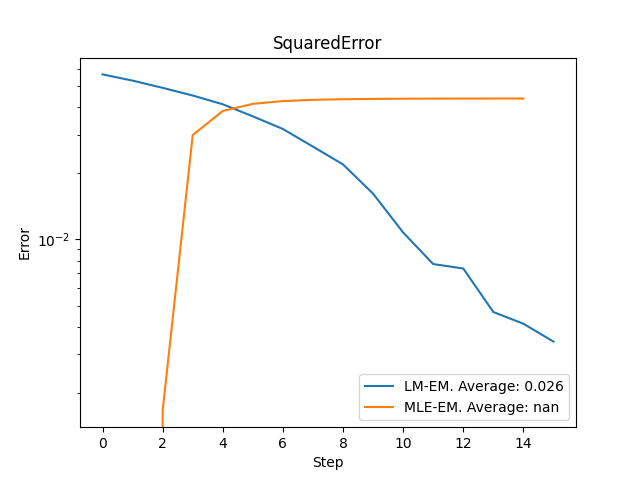 SquaredError
Error
10⁻²
LM-EM. Average: 0.026
MLE-EM. Average: nan
0 2 4 6 8 10 12 14
Step